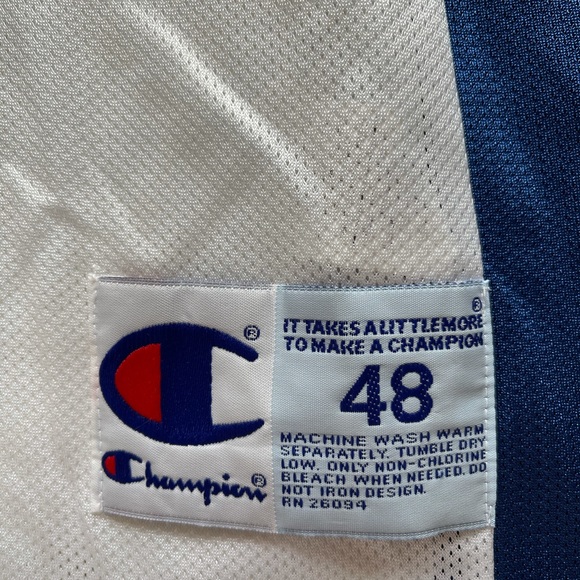 ®
Champion®
®
IT TAKES A LITTLE MORE
TO MAKE A CHAMPION
48
MACHINE WASH WARM
SEPARATELY. TUMBLE DRY
LOW. ONLY NON-CHLORINE
BLEACH WHEN NEEDED. DO
NOT IRON DESIGN.
RN 26094